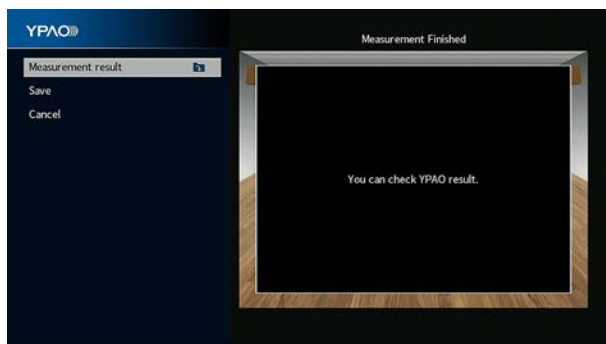 YPAO
Measurement Finished
Measurement result
Save
Cancel
You can check YPAO result.